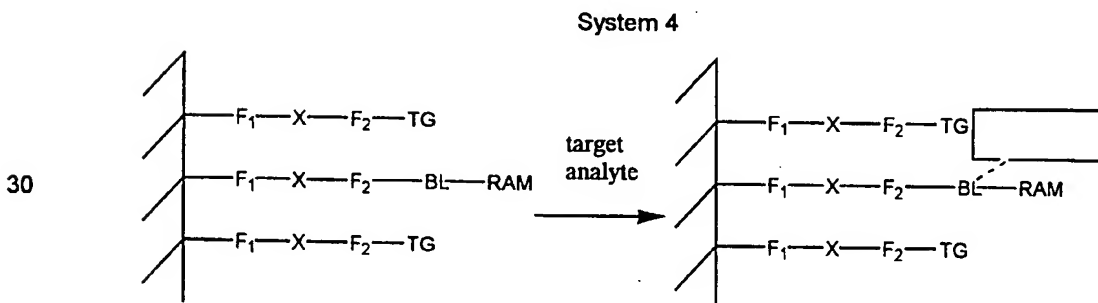 System 4
F₁—X—F₂—TG
F₁—X—F₂—TG
target
analyte
30
F₁—X—F₂—BL—RAM
F₁—X—F₂—BL—RAM
F₁—X—F₂—TG
F₁—X—F₂—TG